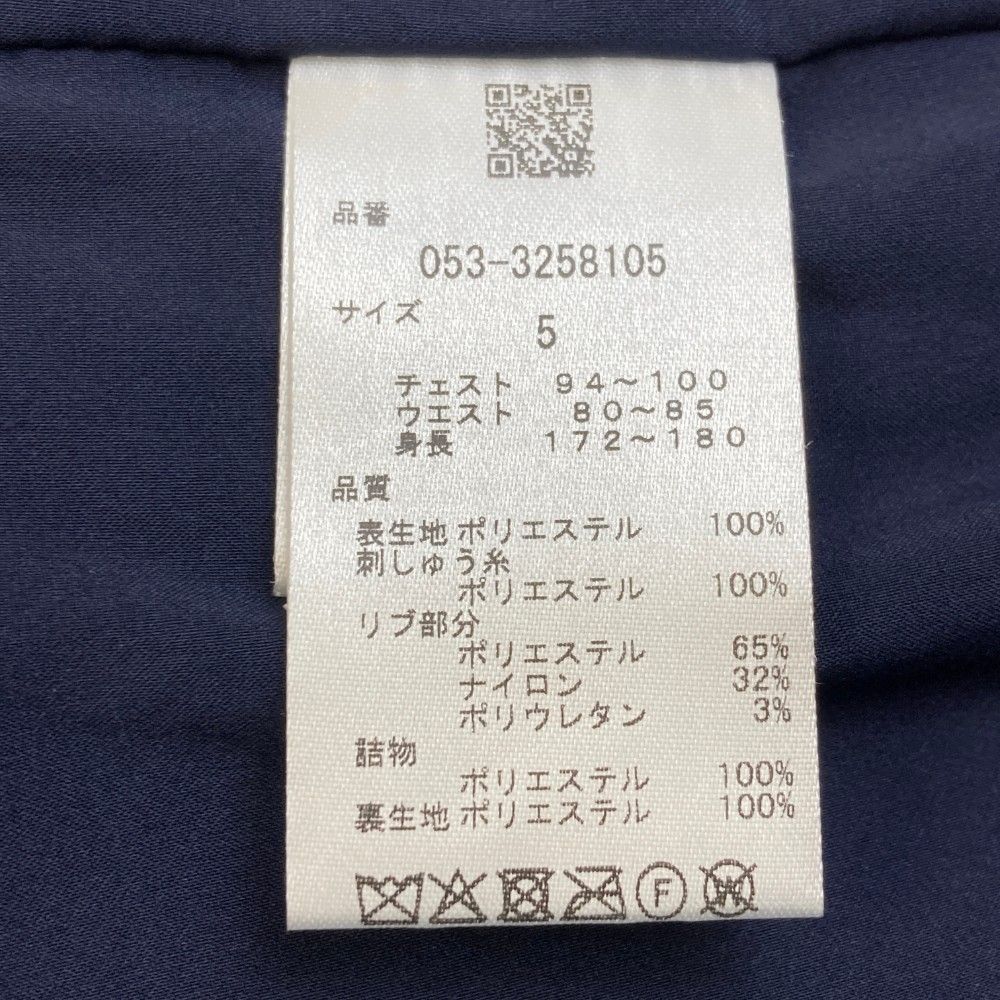 品番
053-3258105
サイズ
5
チェスト 94～100
ウエスト 80～85
身長 172～180
品質
表生地 ポリエステル 100%
刺しゅう糸
ポリエステル 100%
リブ部分
ポリエステル 65%
ナイロン 32%
ポリウレタン 3%
詰物
ポリエステル 100%
裏生地 ポリエステル 100%
F W